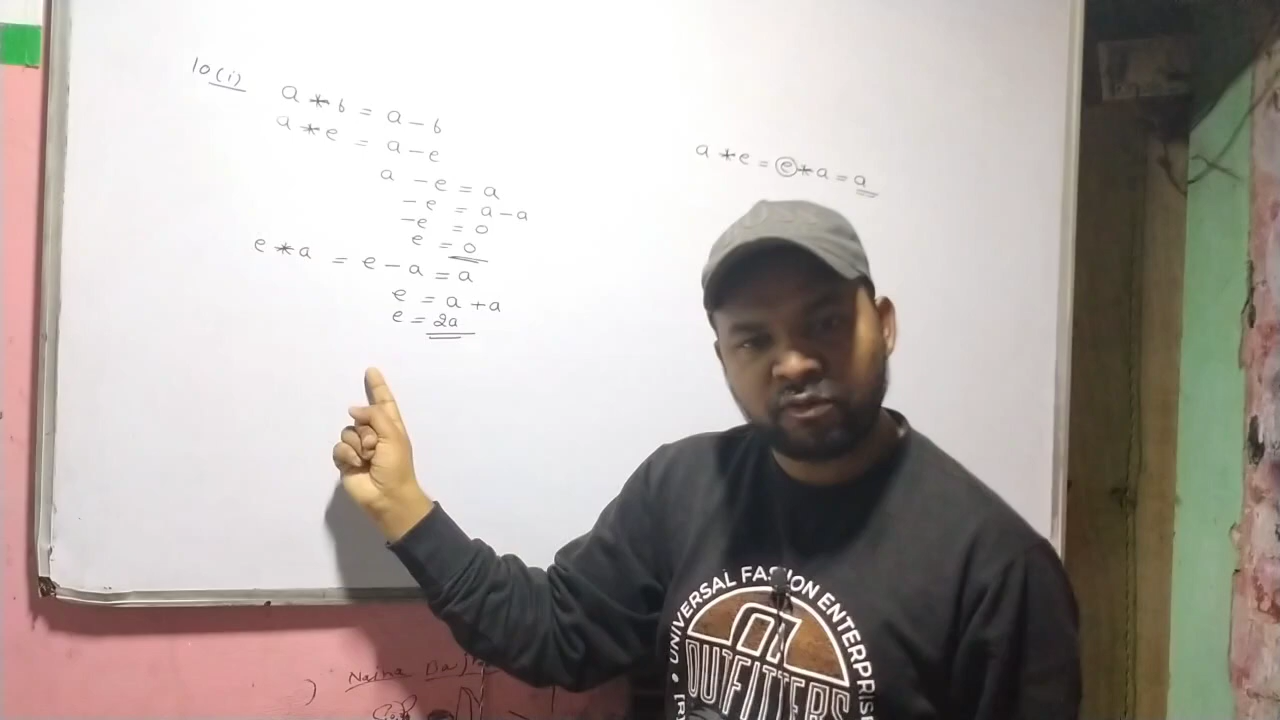 10(i)
a * b = a - b
a * e = a - e
a - e = a
-e = a - a
-e = 0
e = 0
e * a = e - a = a
e = a + a
e = 2a
a * e = e * a = a
UNIVERSAL FASHION ENTERPRISE
OUTFITTERS